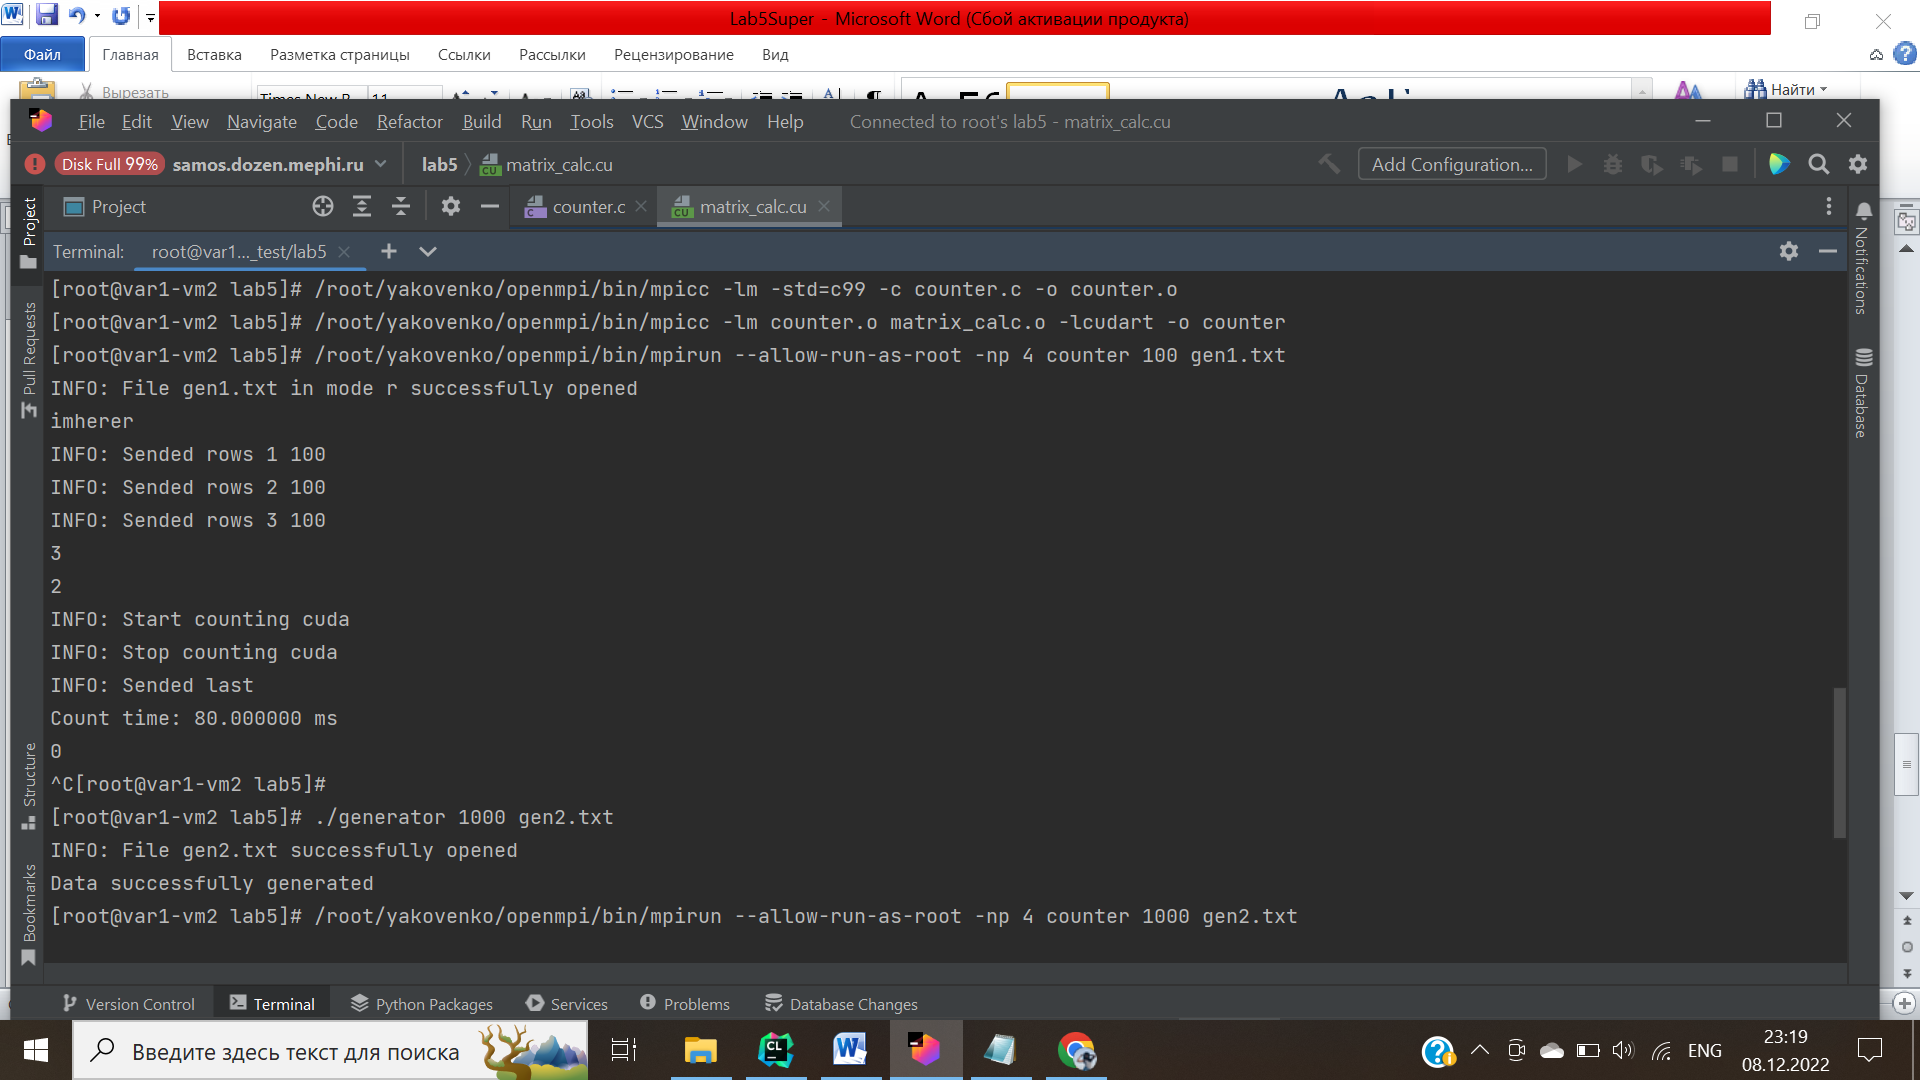 Lab5Super - Microsoft Word (Сбой активации продукта)
Файл Главная Вставка Разметка страницы Ссылки Рассылки Рецензирование Вид
Вырезать
Найти
File Edit View Navigate Code Refactor Build Run Tools VCS Window Help Connected to root's lab5 - matrix_calc.cu
Disk Full 99% samos.dozen.mephi.ru lab5 matrix_calc.cu Add Configuration...
Project counter.c matrix_calc.cu
Terminal: root@var1..._test/lab5
[root@var1-vm2 lab5]# /root/yakovenko/openmpi/bin/mpicc -lm -std=c99 -c counter.c -o counter.o
[root@var1-vm2 lab5]# /root/yakovenko/openmpi/bin/mpicc -lm counter.o matrix_calc.o -lcudart -o counter
[root@var1-vm2 lab5]# /root/yakovenko/openmpi/bin/mpirun --allow-run-as-root -np 4 counter 100 gen1.txt
INFO: File gen1.txt in mode r successfully opened
imherer
INFO: Sended rows 1 100
INFO: Sended rows 2 100
INFO: Sended rows 3 100
3
2
INFO: Start counting cuda
INFO: Stop counting cuda
INFO: Sended last
Count time: 80.000000 ms
0
^C[root@var1-vm2 lab5]#
[root@var1-vm2 lab5]# ./generator 1000 gen2.txt
INFO: File gen2.txt successfully opened
Data successfully generated
[root@var1-vm2 lab5]# /root/yakovenko/openmpi/bin/mpirun --allow-run-as-root -np 4 counter 1000 gen2.txt
Project
Pull Requests
Structure
Bookmarks
Notifications
Database
Version Control Terminal Python Packages Services Problems Database Changes
Введите здесь текст для поиска
ENG
23:19
08.12.2022